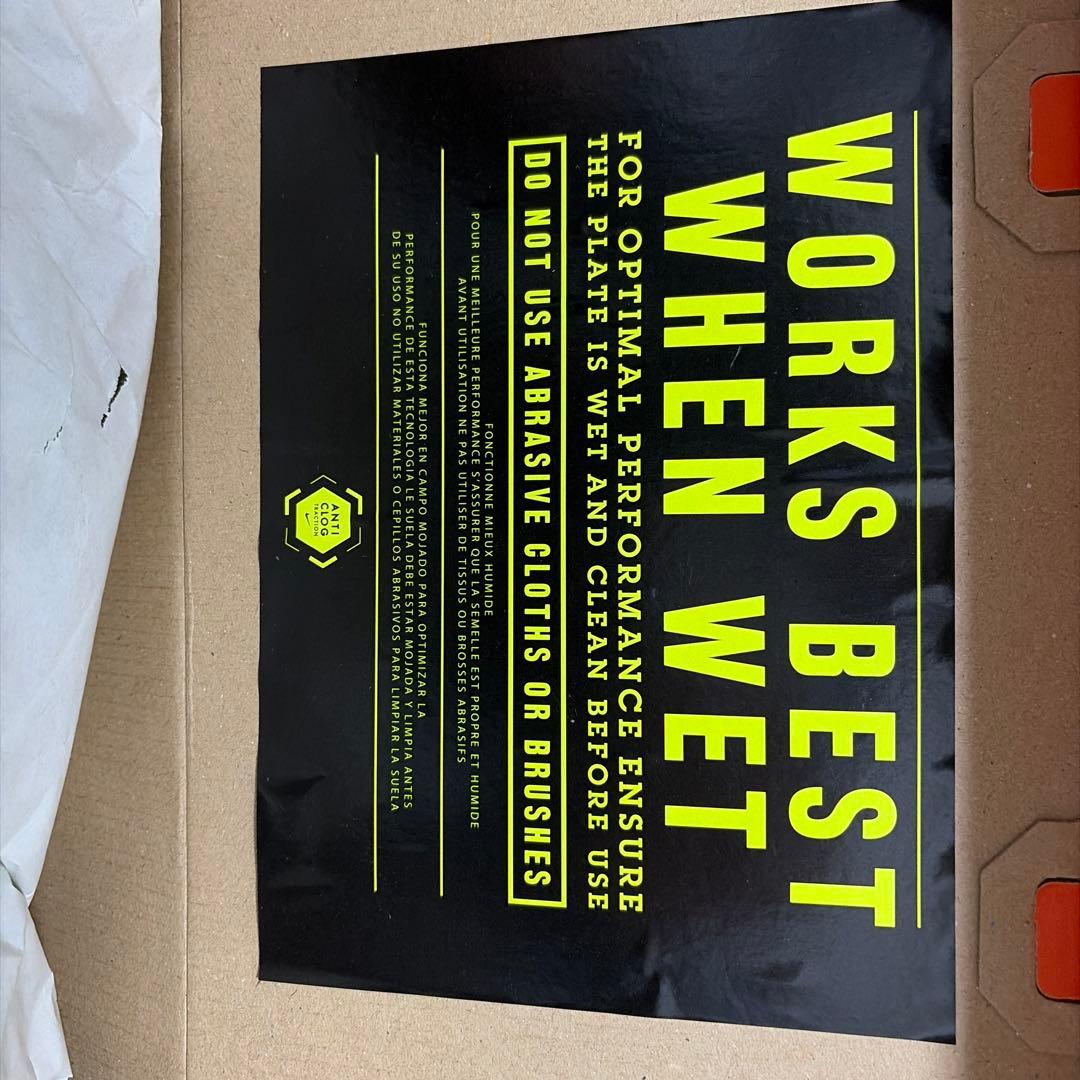 WORKS BEST
WHEN WET
FOR OPTIMAL PERFORMANCE ENSURE
THE PLATE IS WET AND CLEAN BEFORE USE
DO NOT USE ABRASIVE CLOTHS OR BRUSHES
FONCTIONNE MIEUX HUMIDE
POUR UNE MEILLEURE PERFORMANCE S'ASSURER QUE LA SEMELLE EST PROPRE ET HUMIDE
AVANT UTILISATION NE PAS UTILISER DE TISSUS OU BROSSES ABRASIFS
FUNCIONA MEJOR EN CAMPO MOJADO PARA OPTIMIZAR LA
PERFORMANCE DE ESTA TECNOLOGIA LE SUELA DEBE ESTAR MOJADA Y LIMPIA ANTES
DE SU USO NO UTILIZAR MATERIALES O CEPILLOS ABRASIVOS PARA LIMPIAR LA SUELA
ANTI
CLOG
TRACTION